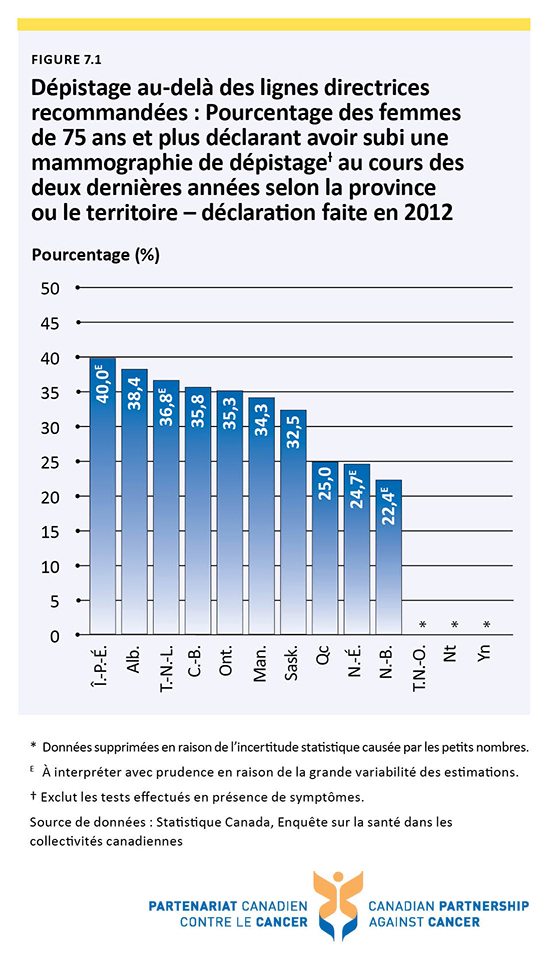 FIGURE 7.1
Dépistage au-delà des lignes directrices
recommandées : Pourcentage des femmes
de 75 ans et plus déclarant avoir subi une
mammographie de dépistage† au cours des
deux dernières années selon la province
ou le territoire – déclaration faite en 2012
Pourcentage (%)
50
45
40
35
30
25
20
15
10
5
0
40,0E
38,4
36,8E
35,8
35,3
34,3
32,5
25,0
24,7E
22,4E
*
*
*
Î.-P.-É.
Alb.
T.-N.-L.
C.-B.
Ont.
Man.
Sask.
Qc
N.-É.
N.-B.
T.N.-O.
Nt
Yn
* Données supprimées en raison de l’incertitude statistique causée par les petits nombres.
E À interpréter avec prudence en raison de la grande variabilité des estimations.
† Exclut les tests effectués en présence de symptômes.
Source de données : Statistique Canada, Enquête sur la santé dans les
collectivités canadiennes
PARTENARIAT CANADIEN
CONTRE LE CANCER
CANADIAN PARTNERSHIP
AGAINST CANCER